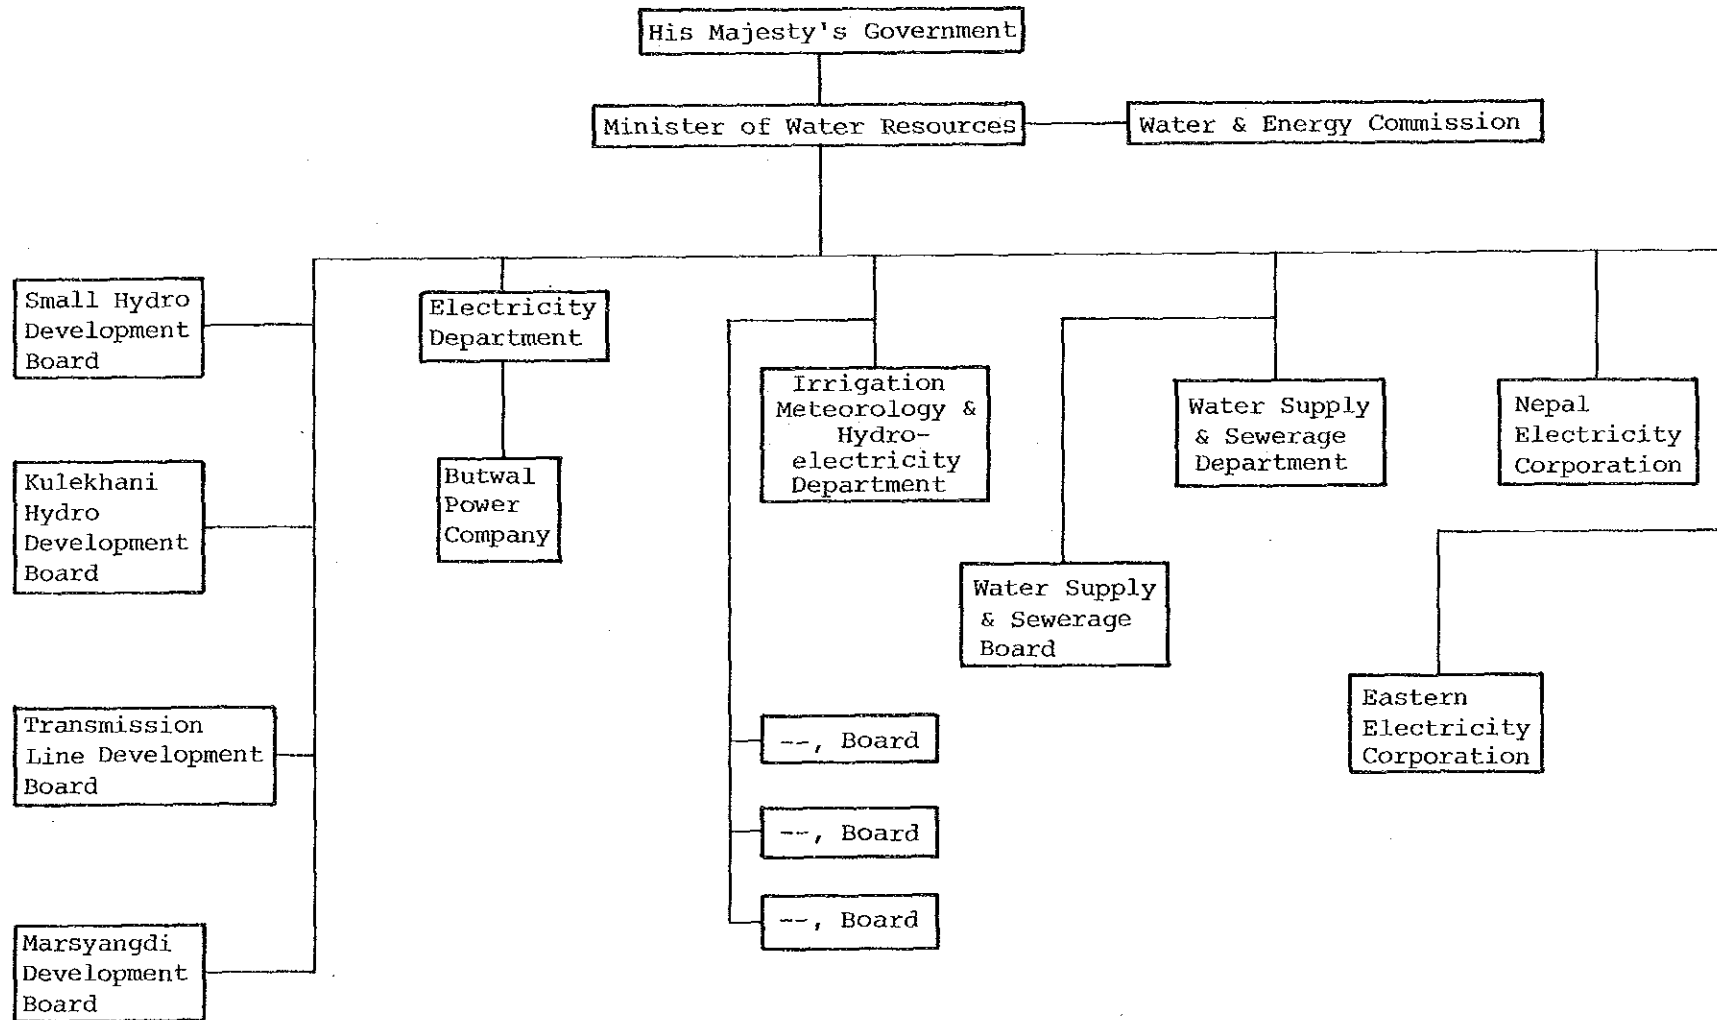 His Majesty's Government
Minister of Water Resources
Water & Energy Commission
Small Hydro
Development
Board
Kulekhani
Hydro
Development
Board
Transmission
Line Development
Board
Marsyangdi
Development
Board
Electricity
Department
Butwal
Power
Company
Irrigation
Meteorology &
Hydro-
electricity
Department
--, Board
--, Board
--, Board
Water Supply
& Sewerage
Department
Water Supply
& Sewerage
Board
Nepal
Electricity
Corporation
Eastern
Electricity
Corporation